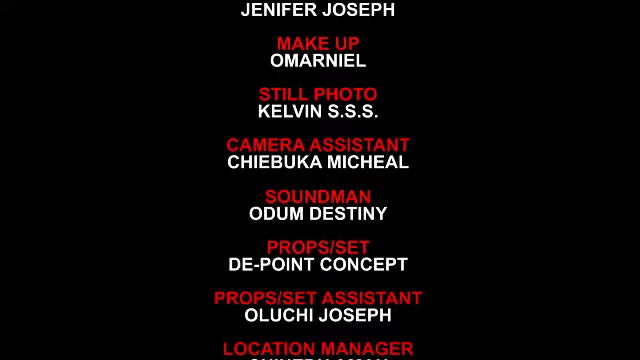 JENIFER JOSEPH
MAKE UP
OMARNIEL
STILL PHOTO
KELVIN S.S.S.
CAMERA ASSISTANT
CHIEBUKA MICHEAL
SOUNDMAN
ODUM DESTINY
PROPS/SET
DE-POINT CONCEPT
PROPS/SET ASSISTANT
OLUCHI JOSEPH
LOCATION MANAGER